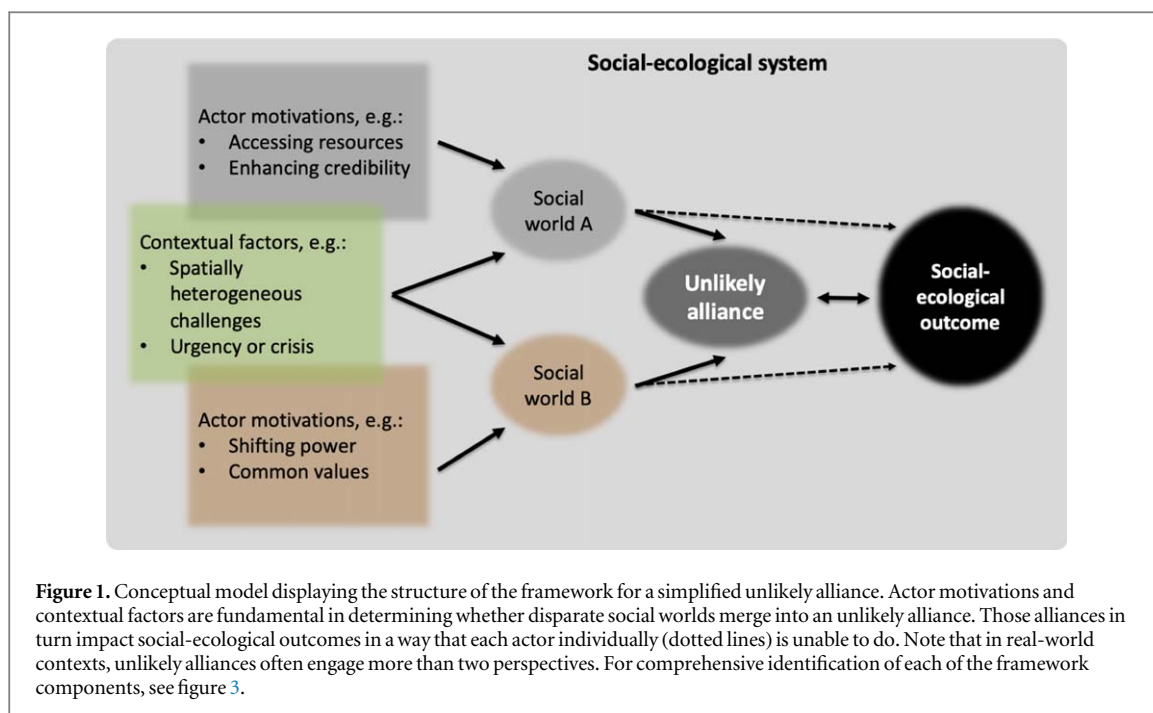 Social-ecological system
Actor motivations, e.g.:
• Accessing resources
• Enhancing credibility
Contextual factors, e.g.:
• Spatially
heterogeneous
challenges
• Urgency or crisis
Actor motivations, e.g.:
• Shifting power
• Common values
Social
world A
Social
world B
Unlikely
alliance
Social-
ecological
outcome
Figure 1. Conceptual model displaying the structure of the framework for a simplified unlikely alliance. Actor motivations and
contextual factors are fundamental in determining whether disparate social worlds merge into an unlikely alliance. Those alliances in
turn impact social-ecological outcomes in a way that each actor individually (dotted lines) is unable to do. Note that in real-world
contexts, unlikely alliances often engage more than two perspectives. For comprehensive identification of each of the framework
components, see figure 3.